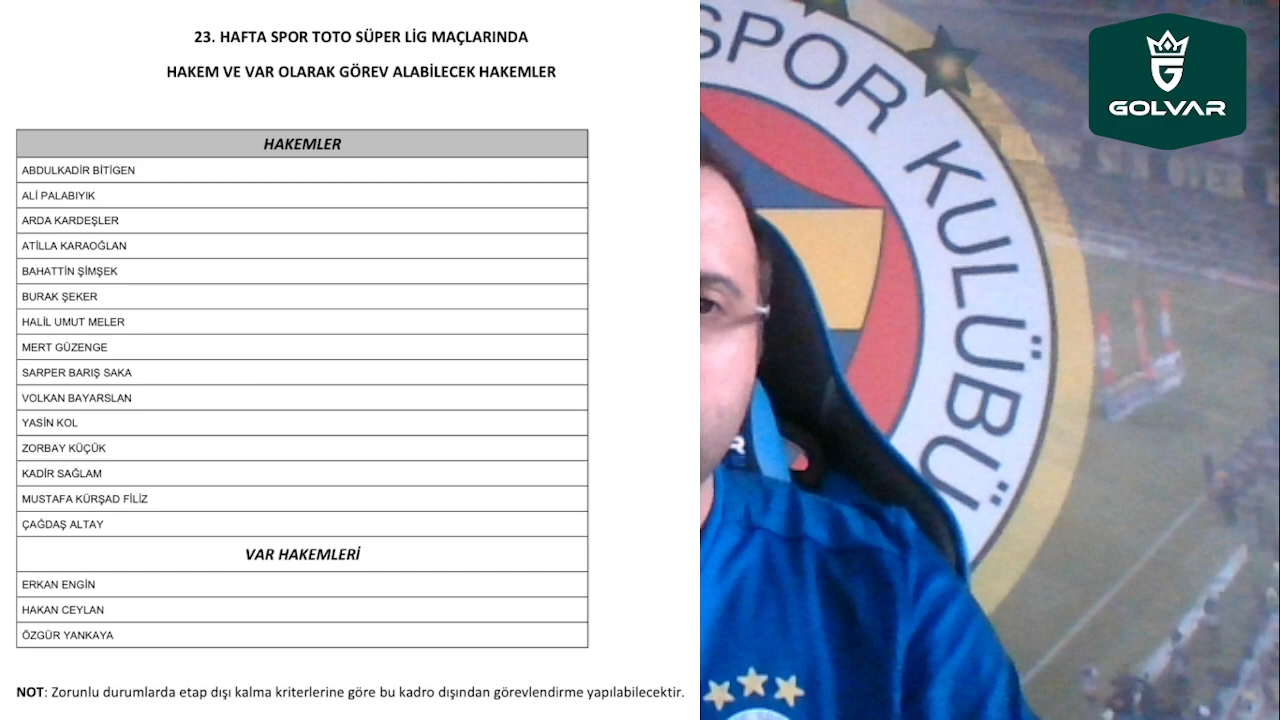 23. HAFTA SPOR TOTO SÜPER LİG MAÇLARINDA
HAKEM VE VAR OLARAK GÖREV ALABİLECEK HAKEMLER
HAKEMLER
ABDULKADİR BİTİGEN
ALİ PALABIYIK
ARDA KARDEŞLER
ATİLLA KARAOĞLAN
BAHATTİN ŞİMŞEK
BURAK ŞEKER
HALİL UMUT MELER
MERT GÜZENGE
SARPER BARIŞ SAKA
VOLKAN BAYARSLAN
YASİN KOL
ZORBAY KÜÇÜK
KADİR SAĞLAM
MUSTAFA KÜRŞAD FİLİZ
ÇAĞDAŞ ALTAY
VAR HAKEMLERİ
ERKAN ENGİN
HAKAN CEYLAN
ÖZGÜR YANKAYA
NOT: Zorunlu durumlarda etap dışı kalma kriterlerine göre bu kadro dışından görevlendirme yapılabilecektir.
SPOR KULÜBÜ
GOLVAR